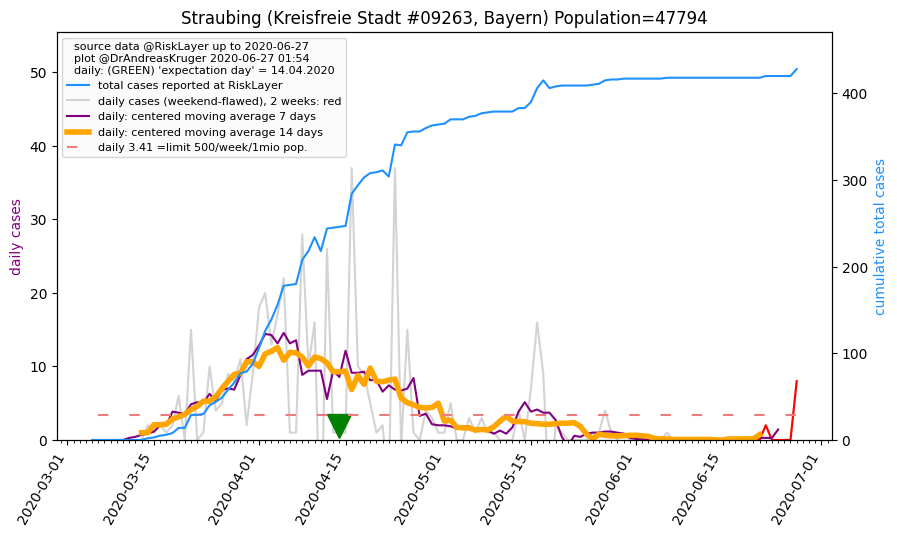 Straubing (Kreisfreie Stadt #09263, Bayern) Population=47794
source data @RiskLayer up to 2020-06-27
plot @DrAndreasKruger 2020-06-27 01:54
daily: (GREEN) 'expectation day' = 14.04.2020
total cases reported at RiskLayer
daily cases (weekend-flawed), 2 weeks: red
daily: centered moving average 7 days
daily: centered moving average 14 days
daily 3.41 =limit 500/week/1mio pop.
daily cases
50
40
30
20
10
0
cumulative total cases
400
300
200
100
0
2020-03-01
2020-03-15
2020-04-01
2020-04-15
2020-05-01
2020-05-15
2020-06-01
2020-06-15
2020-07-01